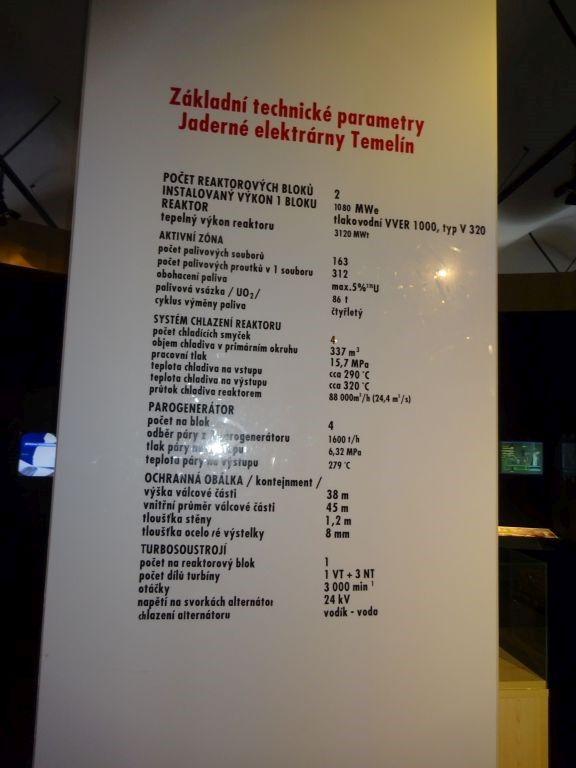 Základní technické parametry
Jaderné elektrárny Temelín
POČET REAKTOROVÝCH BLOKŮ 2
INSTALOVANÝ VÝKON 1 BLOKU 1080 MWe
REAKTOR tlakovodní VVER 1000, typ V 320
tepelný výkon reaktoru 3120 MWt
AKTIVNÍ ZÓNA
počet palivových souborů 163
počet palivových proutků v 1 souboru 312
obohacení paliva max.5%²³⁵U
palivová vsázka / UO₂/ 86 t
cyklus výměny paliva čtyřletý
SYSTÉM CHLAZENÍ REAKTORU
počet chladících smyček 4
objem chladiva v primárním okruhu 337 m³
pracovní tlak 15,7 MPa
teplota chladiva na vstupu cca 290 °C
teplota chladiva na výstupu cca 320 °C
průtok chladiva reaktorem 88 000m³/h (24,4 m³/s)
PAROGENERÁTOR
počet na blok 4
odběr páry z parogenerátoru 1600 t/h
tlak páry na 6,32 MPa
teplota páry na výstupu 279 °C
OCHRANNÁ OBÁLKA / kontejnment /
výška válcové části 38 m
vnitřní průměr válcové části 45 m
tloušťka stěny 1,2 m
tloušťka ocelo ré výstelky 8 mm
TURBOSOUSTROJÍ
počet na reaktorový blok 1
počet dílů turbíny 1 VT + 3 NT
otáčky 3 000 min ¹
napětí na svorkách alternátor 24 kV
chlazení alternátoru vodík - voda